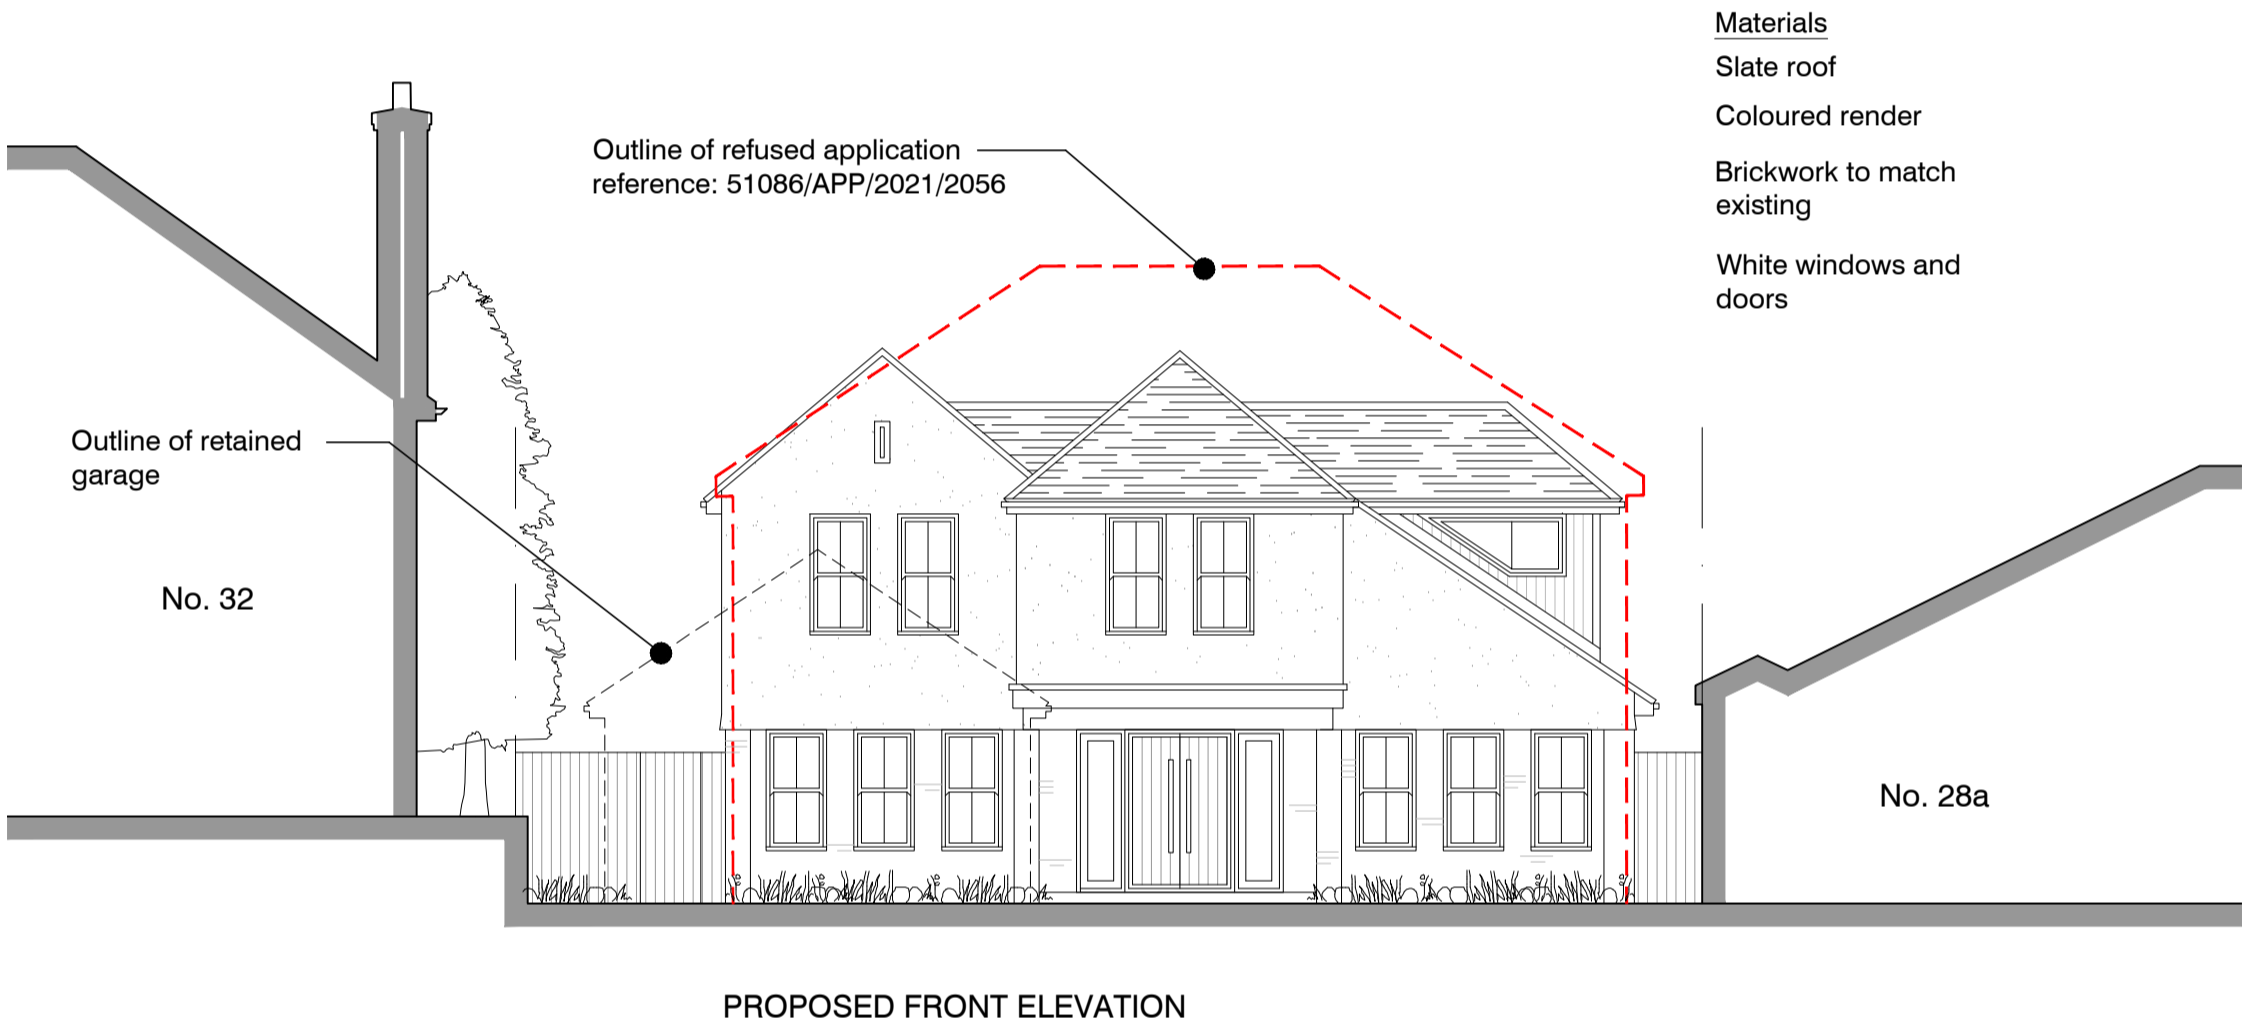 Materials
Slate roof
Coloured render
Brickwork to match
existing
White windows and
doors
Outline of refused application
reference: 51086/APP/2021/2056
Outline of retained
garage
No. 32
No. 28a
PROPOSED FRONT ELEVATION